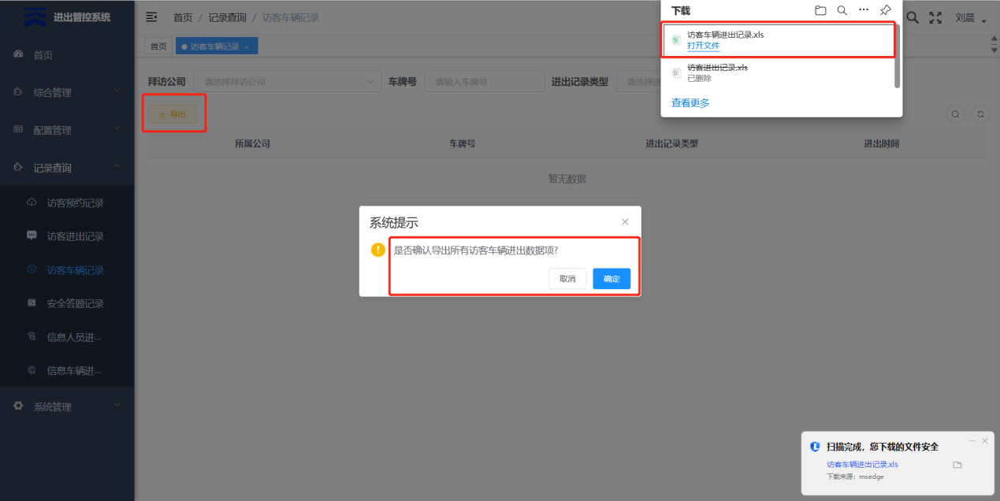 进出管控系统
首页 / 记录查询 / 访客车辆记录
刘晨
首页
访客车辆记录 ×
首页
综合管理
配置管理
记录查询
访客预约记录
访客进出记录
访客车辆记录
安全答题记录
信息人员进...
信息车辆进...
系统管理
拜访公司 请选择拜访公司 车牌号 请输入车牌号 进出记录类型 请选择进
导出
所属公司 车牌号 进出记录类型 进出时间
暂无数据
下载
访客车辆进出记录.xls
打开文件
访客进出记录.xls
已删除
查看更多
系统提示
是否确认导出所有访客车辆进出数据项?
取消 确定
扫描完成，您下载的文件安全
访客车辆进出记录.xls
下载来源：msedge